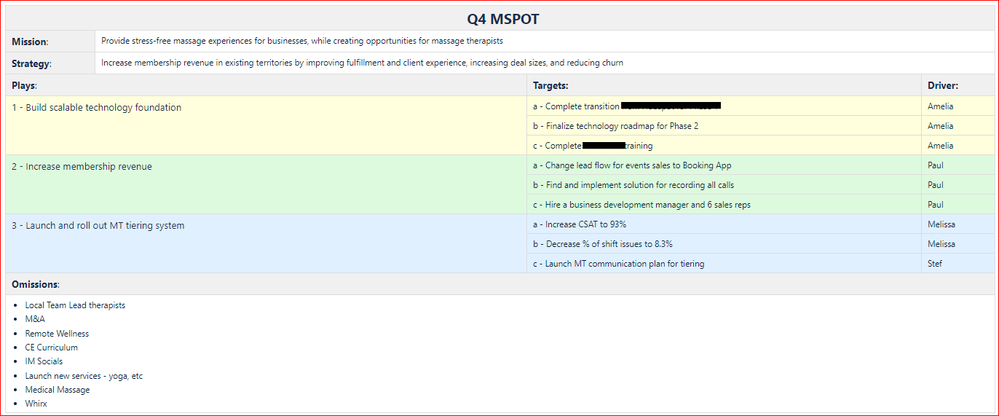 Q4 MSPOT
Mission: Provide stress-free massage experiences for businesses, while creating opportunities for massage therapists
Strategy: Increase membership revenue in existing territories by improving fulfillment and client experience, increasing deal sizes, and reducing churn
Plays: Targets: Driver:
1 - Build scalable technology foundation a - Complete transition Amelia
b - Finalize technology roadmap for Phase 2 Amelia
c - Complete training Amelia
2 - Increase membership revenue a - Change lead flow for events sales to Booking App Paul
b - Find and implement solution for recording all calls Paul
c - Hire a business development manager and 6 sales reps Paul
3 - Launch and roll out MT tiering system a - Increase CSAT to 93% Melissa
b - Decrease % of shift issues to 8.3% Melissa
c - Launch MT communication plan for tiering Stef
Omissions:
• Local Team Lead therapists
• M&A
• Remote Wellness
• CE Curriculum
• IM Socials
• Launch new services - yoga, etc
• Medical Massage
• Whirx